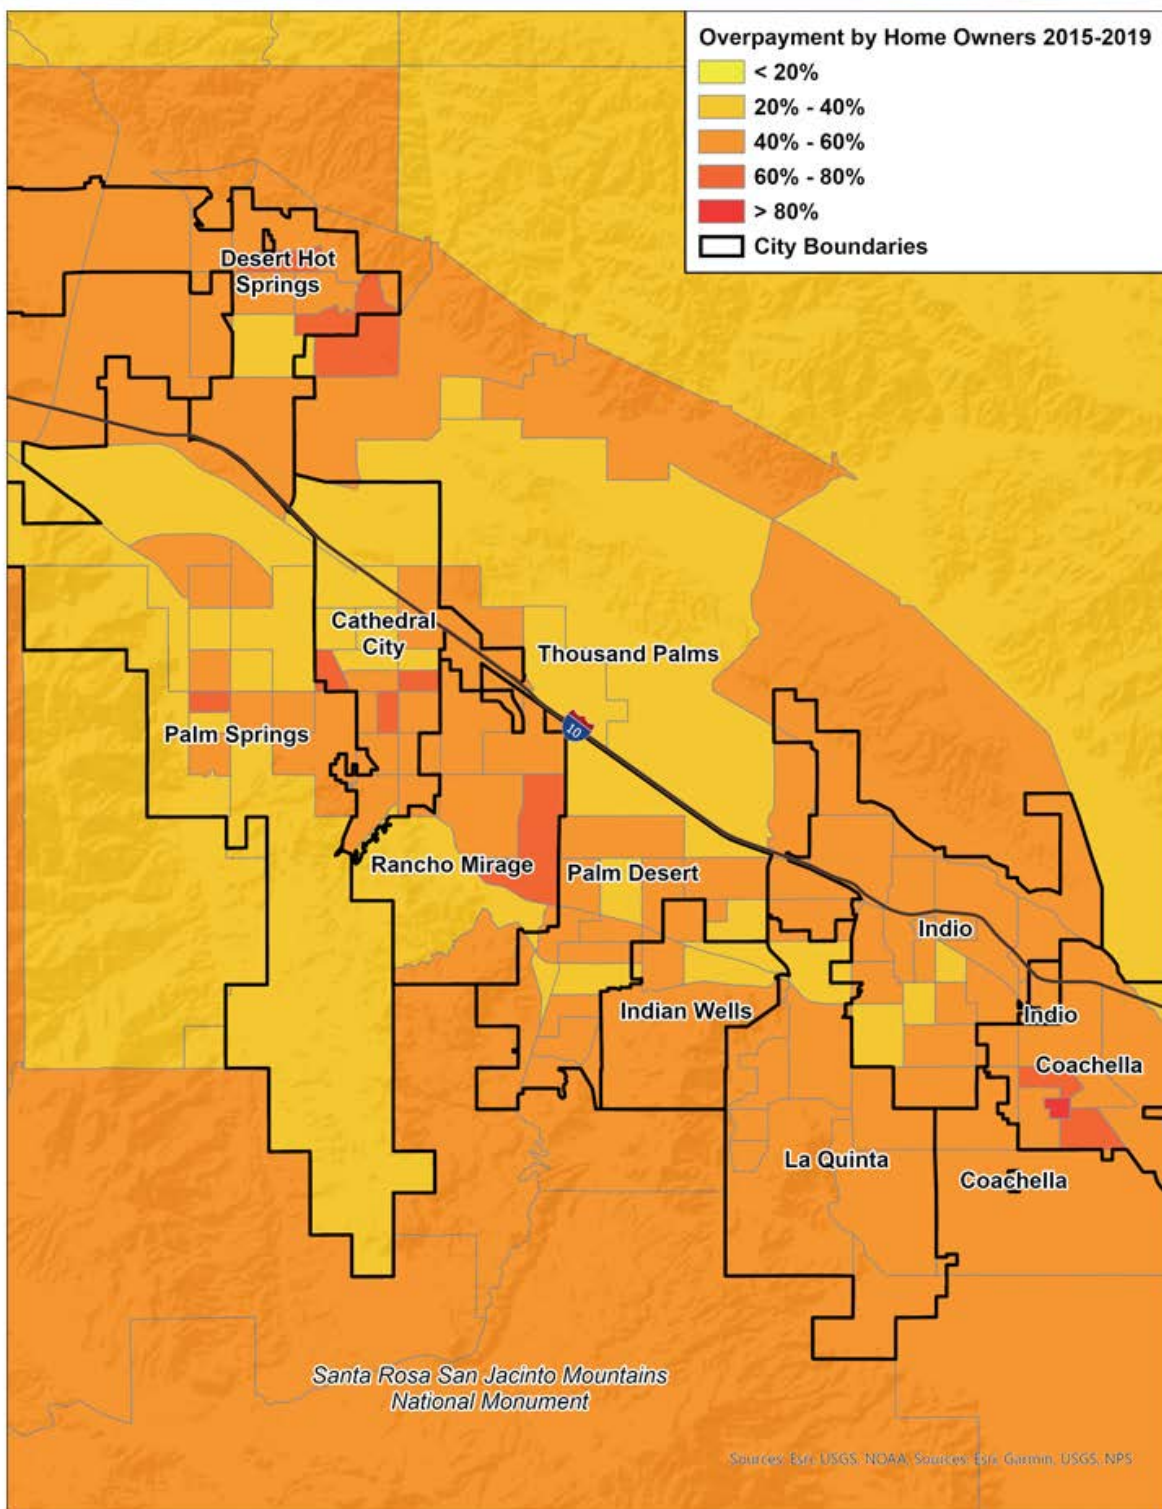 Overpayment by Home Owners 2015-2019
< 20%
20% - 40%
40% - 60%
60% - 80%
> 80%
City Boundaries
Desert Hot
Springs
Cathedral
City
Thousand Palms
10
Palm Springs
Rancho Mirage
Palm Desert
Indio
Indian Wells
Indio
Coachella
La Quinta
Coachella
Santa Rosa San Jacinto Mountains
National Monument
Sources: Esri, USGS, NOAA, Sources: Esri, Garmin, USGS, NPS